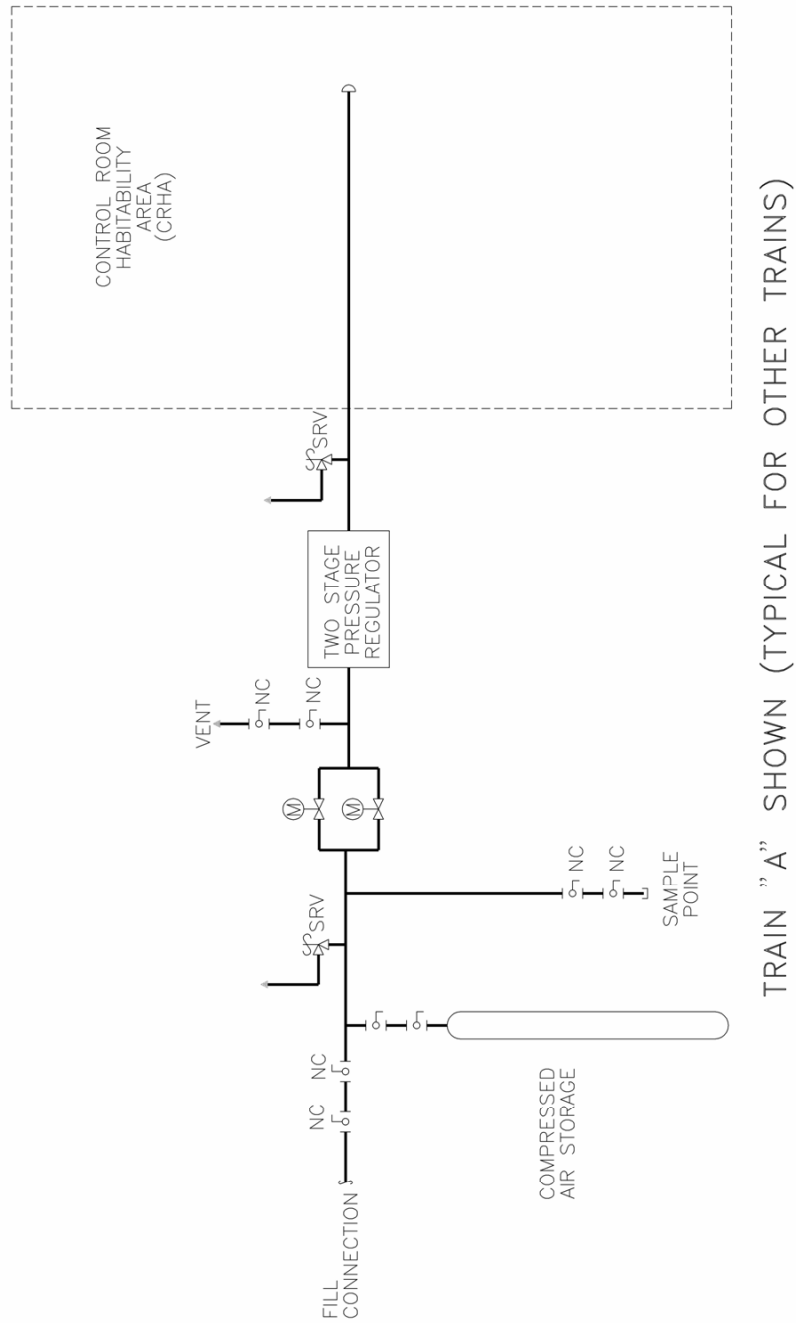 CONTROL ROOM
HABITABILITY
AREA
(CRHA)
SRV
TWO STAGE
PRESSURE
REGULATOR
VENT
NC
NC
M
M
SRV
NC
NC
SAMPLE
POINT
NC
NC
COMPRESSED
AIR STORAGE
FILL
CONNECTION
TRAIN "A" SHOWN (TYPICAL FOR OTHER TRAINS)